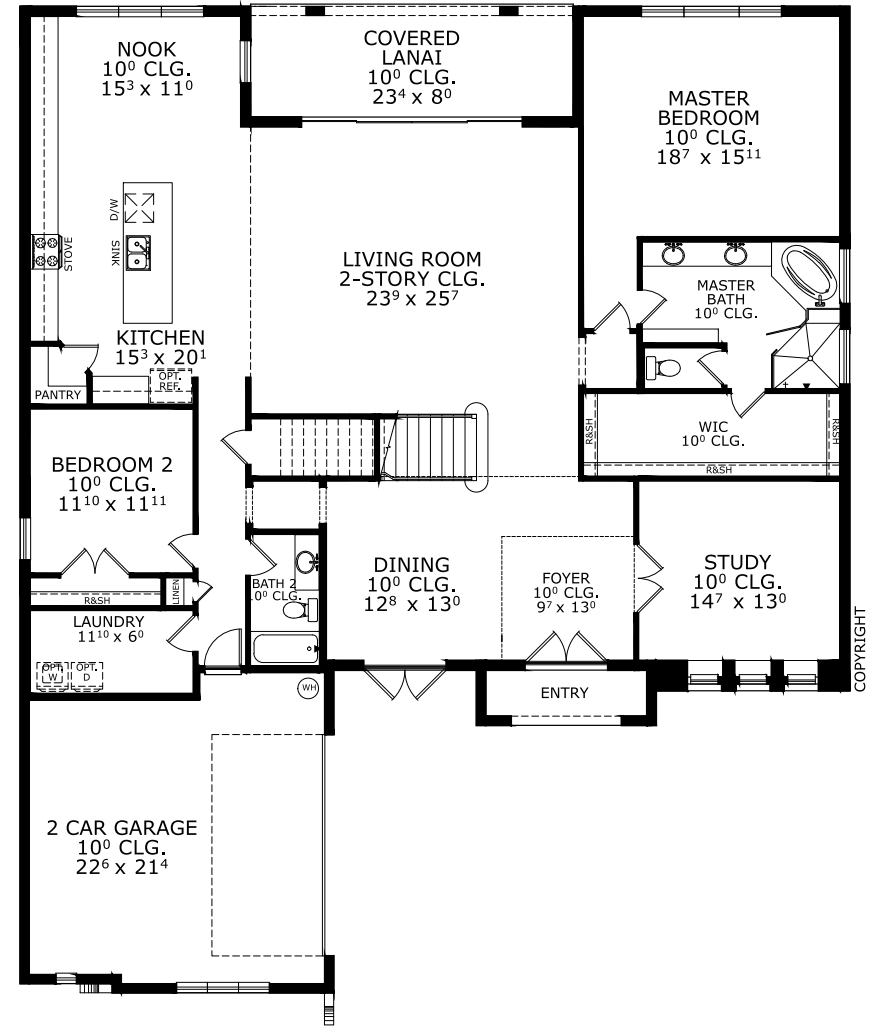 NOOK
10⁰ CLG.
15³ x 11⁰
COVERED
LANAI
10⁰ CLG.
23⁴ x 8⁰
MASTER
BEDROOM
10⁰ CLG.
18⁷ x 15¹¹
D/W
SINK
STOVE
LIVING ROOM
2-STORY CLG.
23⁹ x 25⁷
MASTER
BATH
10⁰ CLG.
KITCHEN
15³ x 20¹
OPT.
REF.
PANTRY
R&SH
WIC
10⁰ CLG.
R&SH
R&SH
BEDROOM 2
10⁰ CLG.
11¹⁰ x 11¹¹
R&SH
LINEN
BATH 2
10⁰ CLG.
DINING
10⁰ CLG.
12⁸ x 13⁰
FOYER
10⁰ CLG.
9⁷ x 13⁰
STUDY
10⁰ CLG.
14⁷ x 13⁰
LAUNDRY
11¹⁰ x 6⁰
OPT.
W
OPT.
D
WH
ENTRY
COPYRIGHT
2 CAR GARAGE
10⁰ CLG.
22⁶ x 21⁴